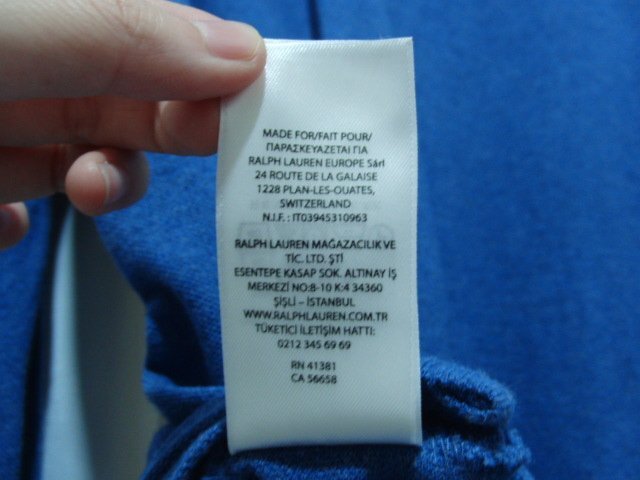 MADE FOR/FAIT POUR/
ΠΑΡΑΣΚΕΥΑΖΕΤΑΙ ΓΙΑ
RALPH LAUREN EUROPE Sàrl
24 ROUTE DE LA GALAISE
1228 PLAN-LES-OUATES,
SWITZERLAND
N.I.F. : IT03945310963
RALPH LAUREN MAĞAZACILIK VE
TİC. LTD. ŞTİ
ESENTEPE KASAP SOK. ALTINAY İŞ
MERKEZİ NO:8-10 K:4 34360
ŞİŞLİ – İSTANBUL
WWW.RALPHLAUREN.COM.TR
TÜKETİCİ İLETİŞİM HATTI:
0212 345 69 69
RN 41381
CA 56658